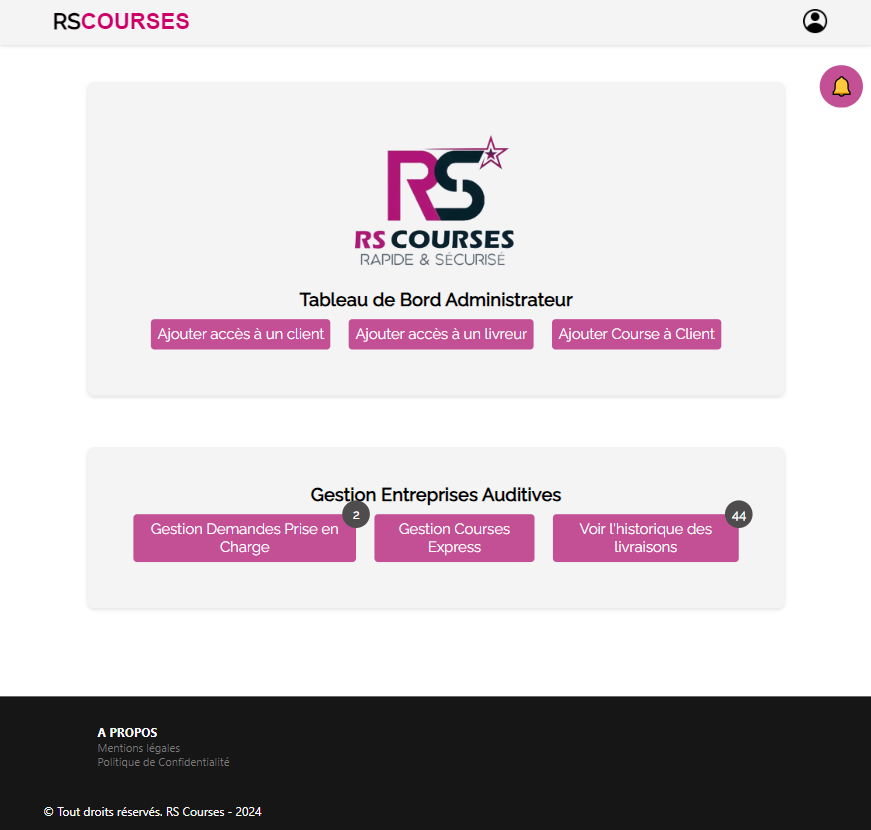 RSCOURSES
RS
RS COURSES
RAPIDE & SÉCURISÉ
Tableau de Bord Administrateur
Ajouter accès à un client
Ajouter accès à un livreur
Ajouter Course à Client
Gestion Entreprises Auditives
2
Gestion Demandes Prise en
Charge
Gestion Courses
Express
44
Voir l'historique des
livraisons
A PROPOS
Mentions légales
Politique de Confidentialité
© Tout droits réservés. RS Courses - 2024